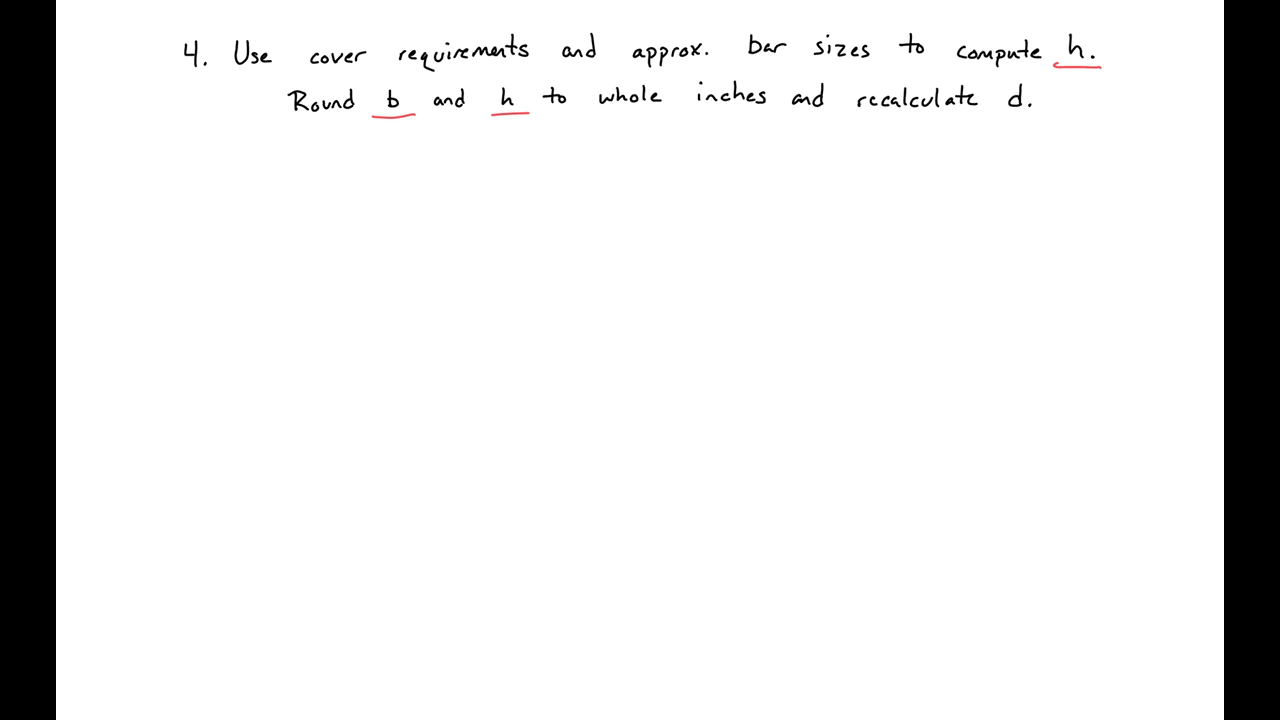 4. Use cover requirements and approx. bar sizes to compute h.
Round b and h to whole inches and recalculate d.